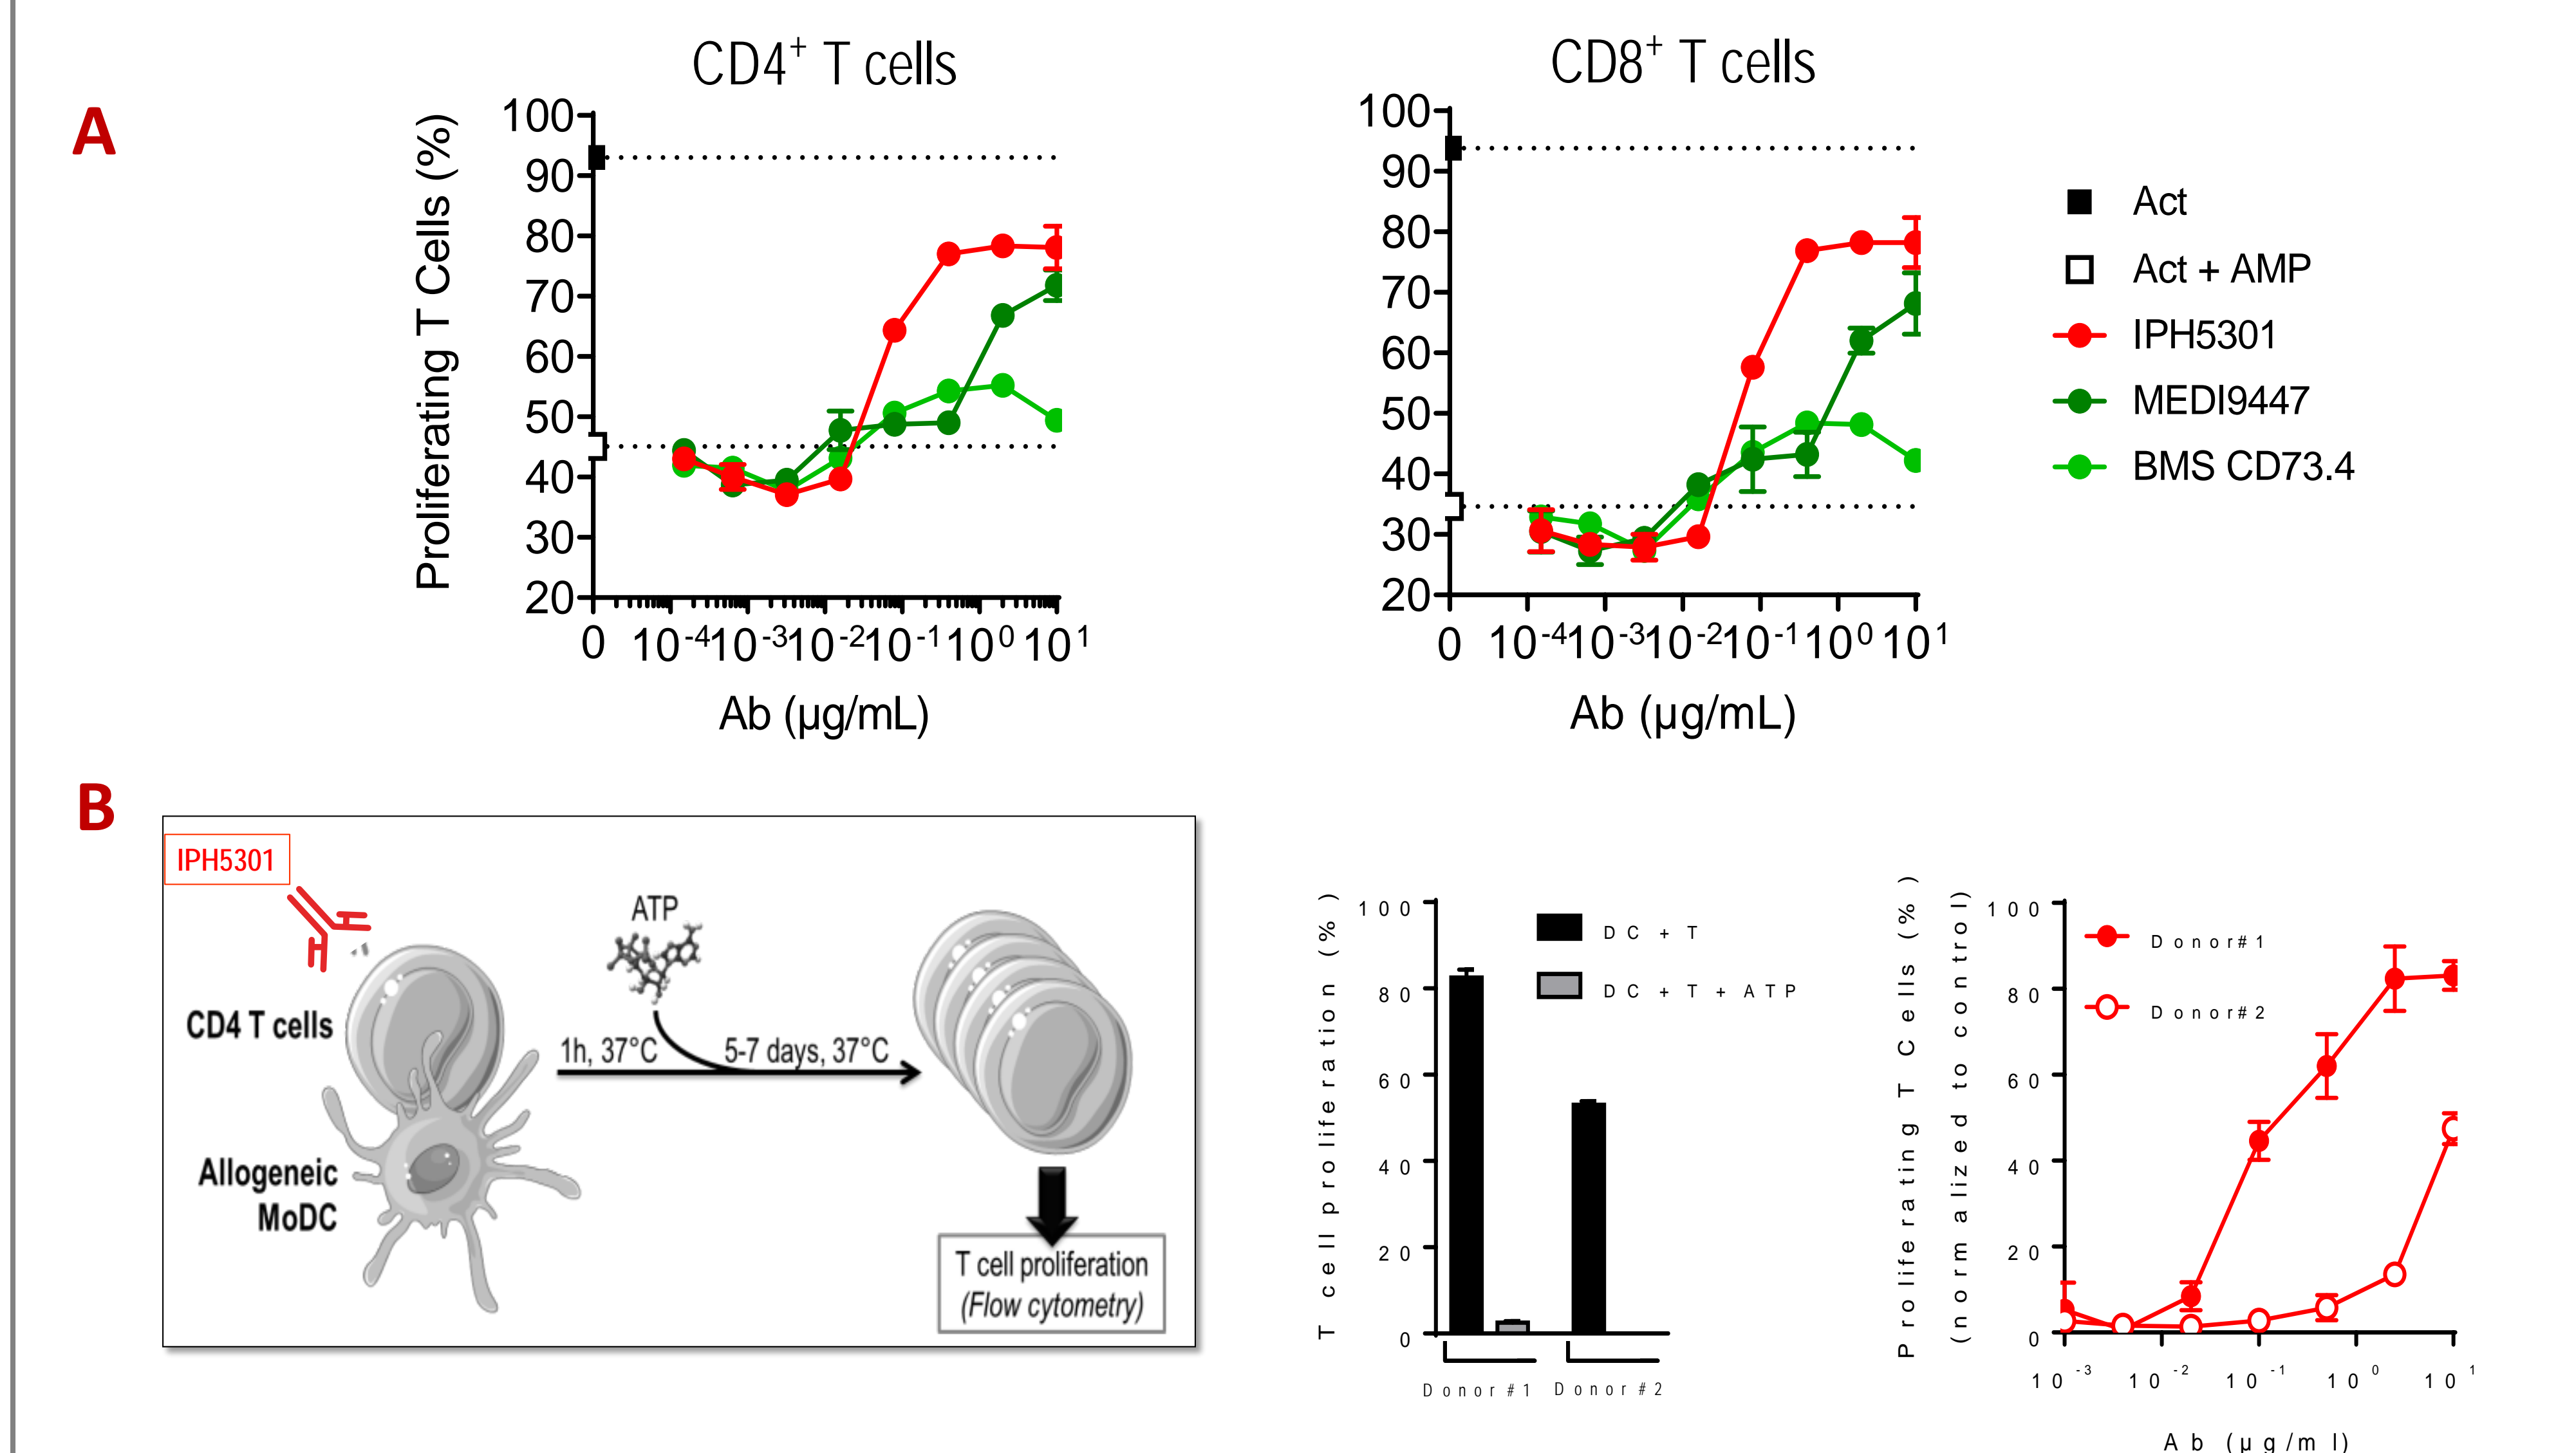 A
CD4⁺ T cells
Proliferating T Cells (%)
100
90
80
70
60
50
40
30
20
0 10⁻⁴ 10⁻³ 10⁻² 10⁻¹ 10⁰ 10¹
Ab (µg/mL)
CD8⁺ T cells
100
90
80
70
60
50
40
30
20
0 10⁻⁴ 10⁻³ 10⁻² 10⁻¹ 10⁰ 10¹
Ab (µg/mL)
Act
Act + AMP
IPH5301
MEDI9447
BMS CD73.4
B
IPH5301
CD4 T cells
Allogeneic
MoDC
ATP
1h, 37°C
5-7 days, 37°C
T cell proliferation
(Flow cytometry)
T cell proliferation (%)
100
80
60
40
20
0
DC + T
DC + T + ATP
Donor #1 Donor #2
Proliferating T Cells (%)
(normalized to control)
100
80
60
40
20
0
Donor#1
Donor#2
10⁻³ 10⁻² 10⁻¹ 10⁰ 10¹
Ab (µg/ml)